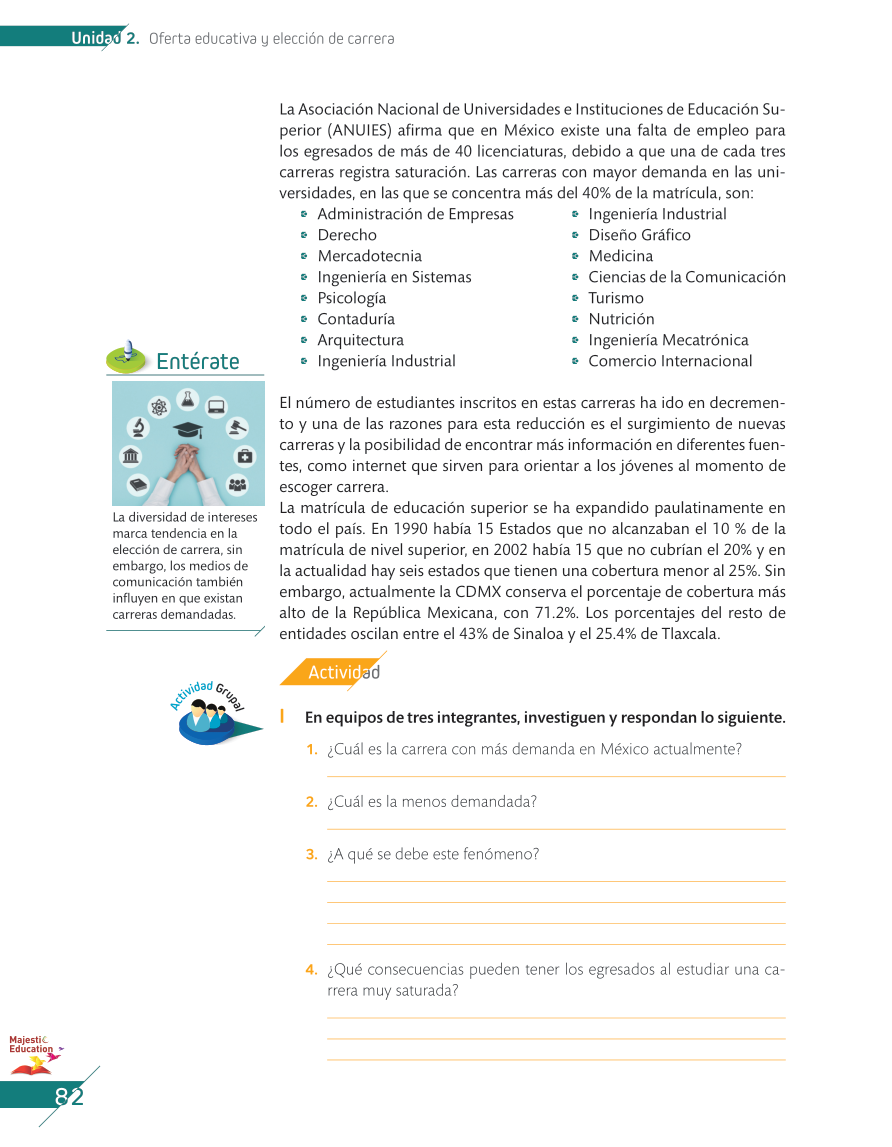 Unidad 2. Oferta educativa y elección de carrera
La Asociación Nacional de Universidades e Instituciones de Educación Su-
perior (ANUIES) afirma que en México existe una falta de empleo para
los egresados de más de 40 licenciaturas, debido a que una de cada tres
carreras registra saturación. Las carreras con mayor demanda en las uni-
versidades, en las que se concentra más del 40% de la matrícula, son:
Administración de Empresas
Derecho
Mercadotecnia
Ingeniería en Sistemas
Psicología
Contaduría
Arquitectura
Ingeniería Industrial
Ingeniería Industrial
Diseño Gráfico
Medicina
Ciencias de la Comunicación
Turismo
Nutrición
Ingeniería Mecatrónica
Comercio Internacional
Entérate
La diversidad de intereses
marca tendencia en la
elección de carrera, sin
embargo, los medios de
comunicación también
influyen en que existan
carreras demandadas.
El número de estudiantes inscritos en estas carreras ha ido en decremen-
to y una de las razones para esta reducción es el surgimiento de nuevas
carreras y la posibilidad de encontrar más información en diferentes fuen-
tes, como internet que sirven para orientar a los jóvenes al momento de
escoger carrera.
La matrícula de educación superior se ha expandido paulatinamente en
todo el país. En 1990 había 15 Estados que no alcanzaban el 10 % de la
matrícula de nivel superior, en 2002 había 15 que no cubrían el 20% y en
la actualidad hay seis estados que tienen una cobertura menor al 25%. Sin
embargo, actualmente la CDMX conserva el porcentaje de cobertura más
alto de la República Mexicana, con 71.2%. Los porcentajes del resto de
entidades oscilan entre el 43% de Sinaloa y el 25.4% de Tlaxcala.
Actividad
Actividad Grupal
I En equipos de tres integrantes, investiguen y respondan lo siguiente.
1. ¿Cuál es la carrera con más demanda en México actualmente?
2. ¿Cuál es la menos demandada?
3. ¿A qué se debe este fenómeno?
4. ¿Qué consecuencias pueden tener los egresados al estudiar una ca-
rrera muy saturada?
Majestic
Education
82